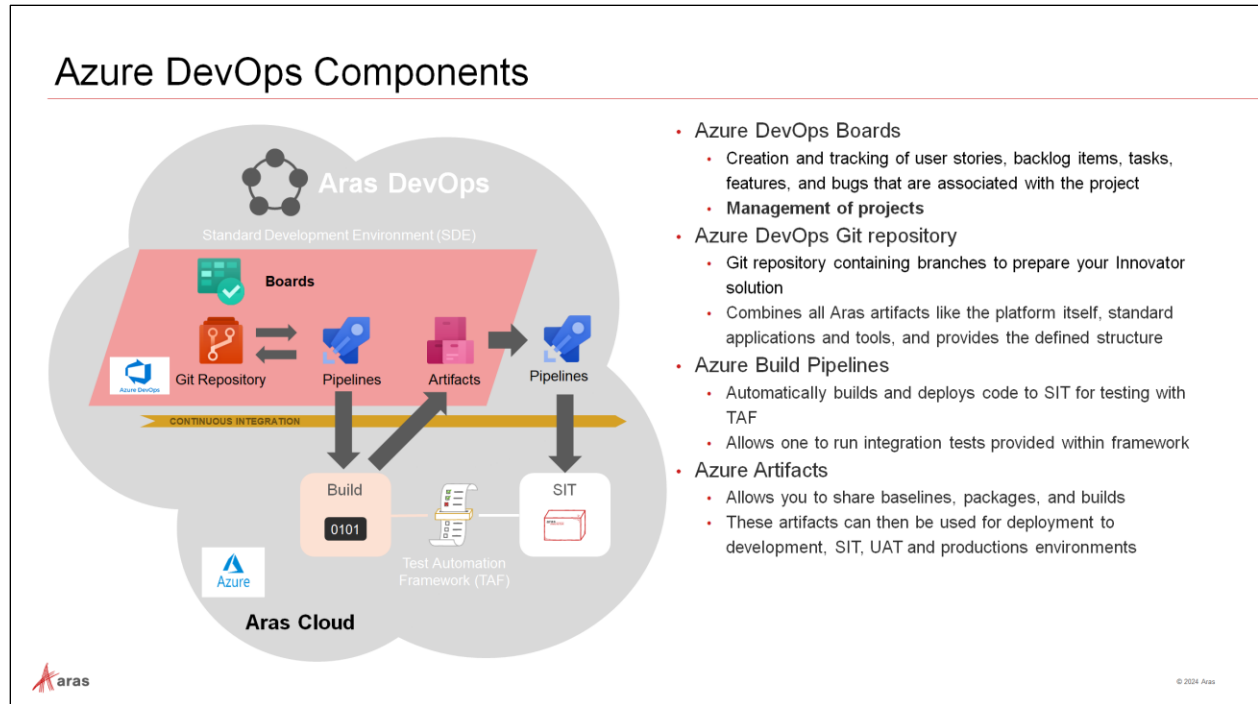 Azure DevOps Components
Aras DevOps
Standard Development Environment (SDE)
Boards
Azure DevOps
Git Repository
Pipelines
Artifacts
Pipelines
CONTINUOUS INTEGRATION
Build
0101
SIT
Test Automation
Framework (TAF)
Azure
Aras Cloud
• Azure DevOps Boards
• Creation and tracking of user stories, backlog items, tasks,
features, and bugs that are associated with the project
• Management of projects
• Azure DevOps Git repository
• Git repository containing branches to prepare your Innovator
solution
• Combines all Aras artifacts like the platform itself, standard
applications and tools, and provides the defined structure
• Azure Build Pipelines
• Automatically builds and deploys code to SIT for testing with
TAF
• Allows one to run integration tests provided within framework
• Azure Artifacts
• Allows you to share baselines, packages, and builds
• These artifacts can then be used for deployment to
development, SIT, UAT and productions environments
aras
© 2024 Aras